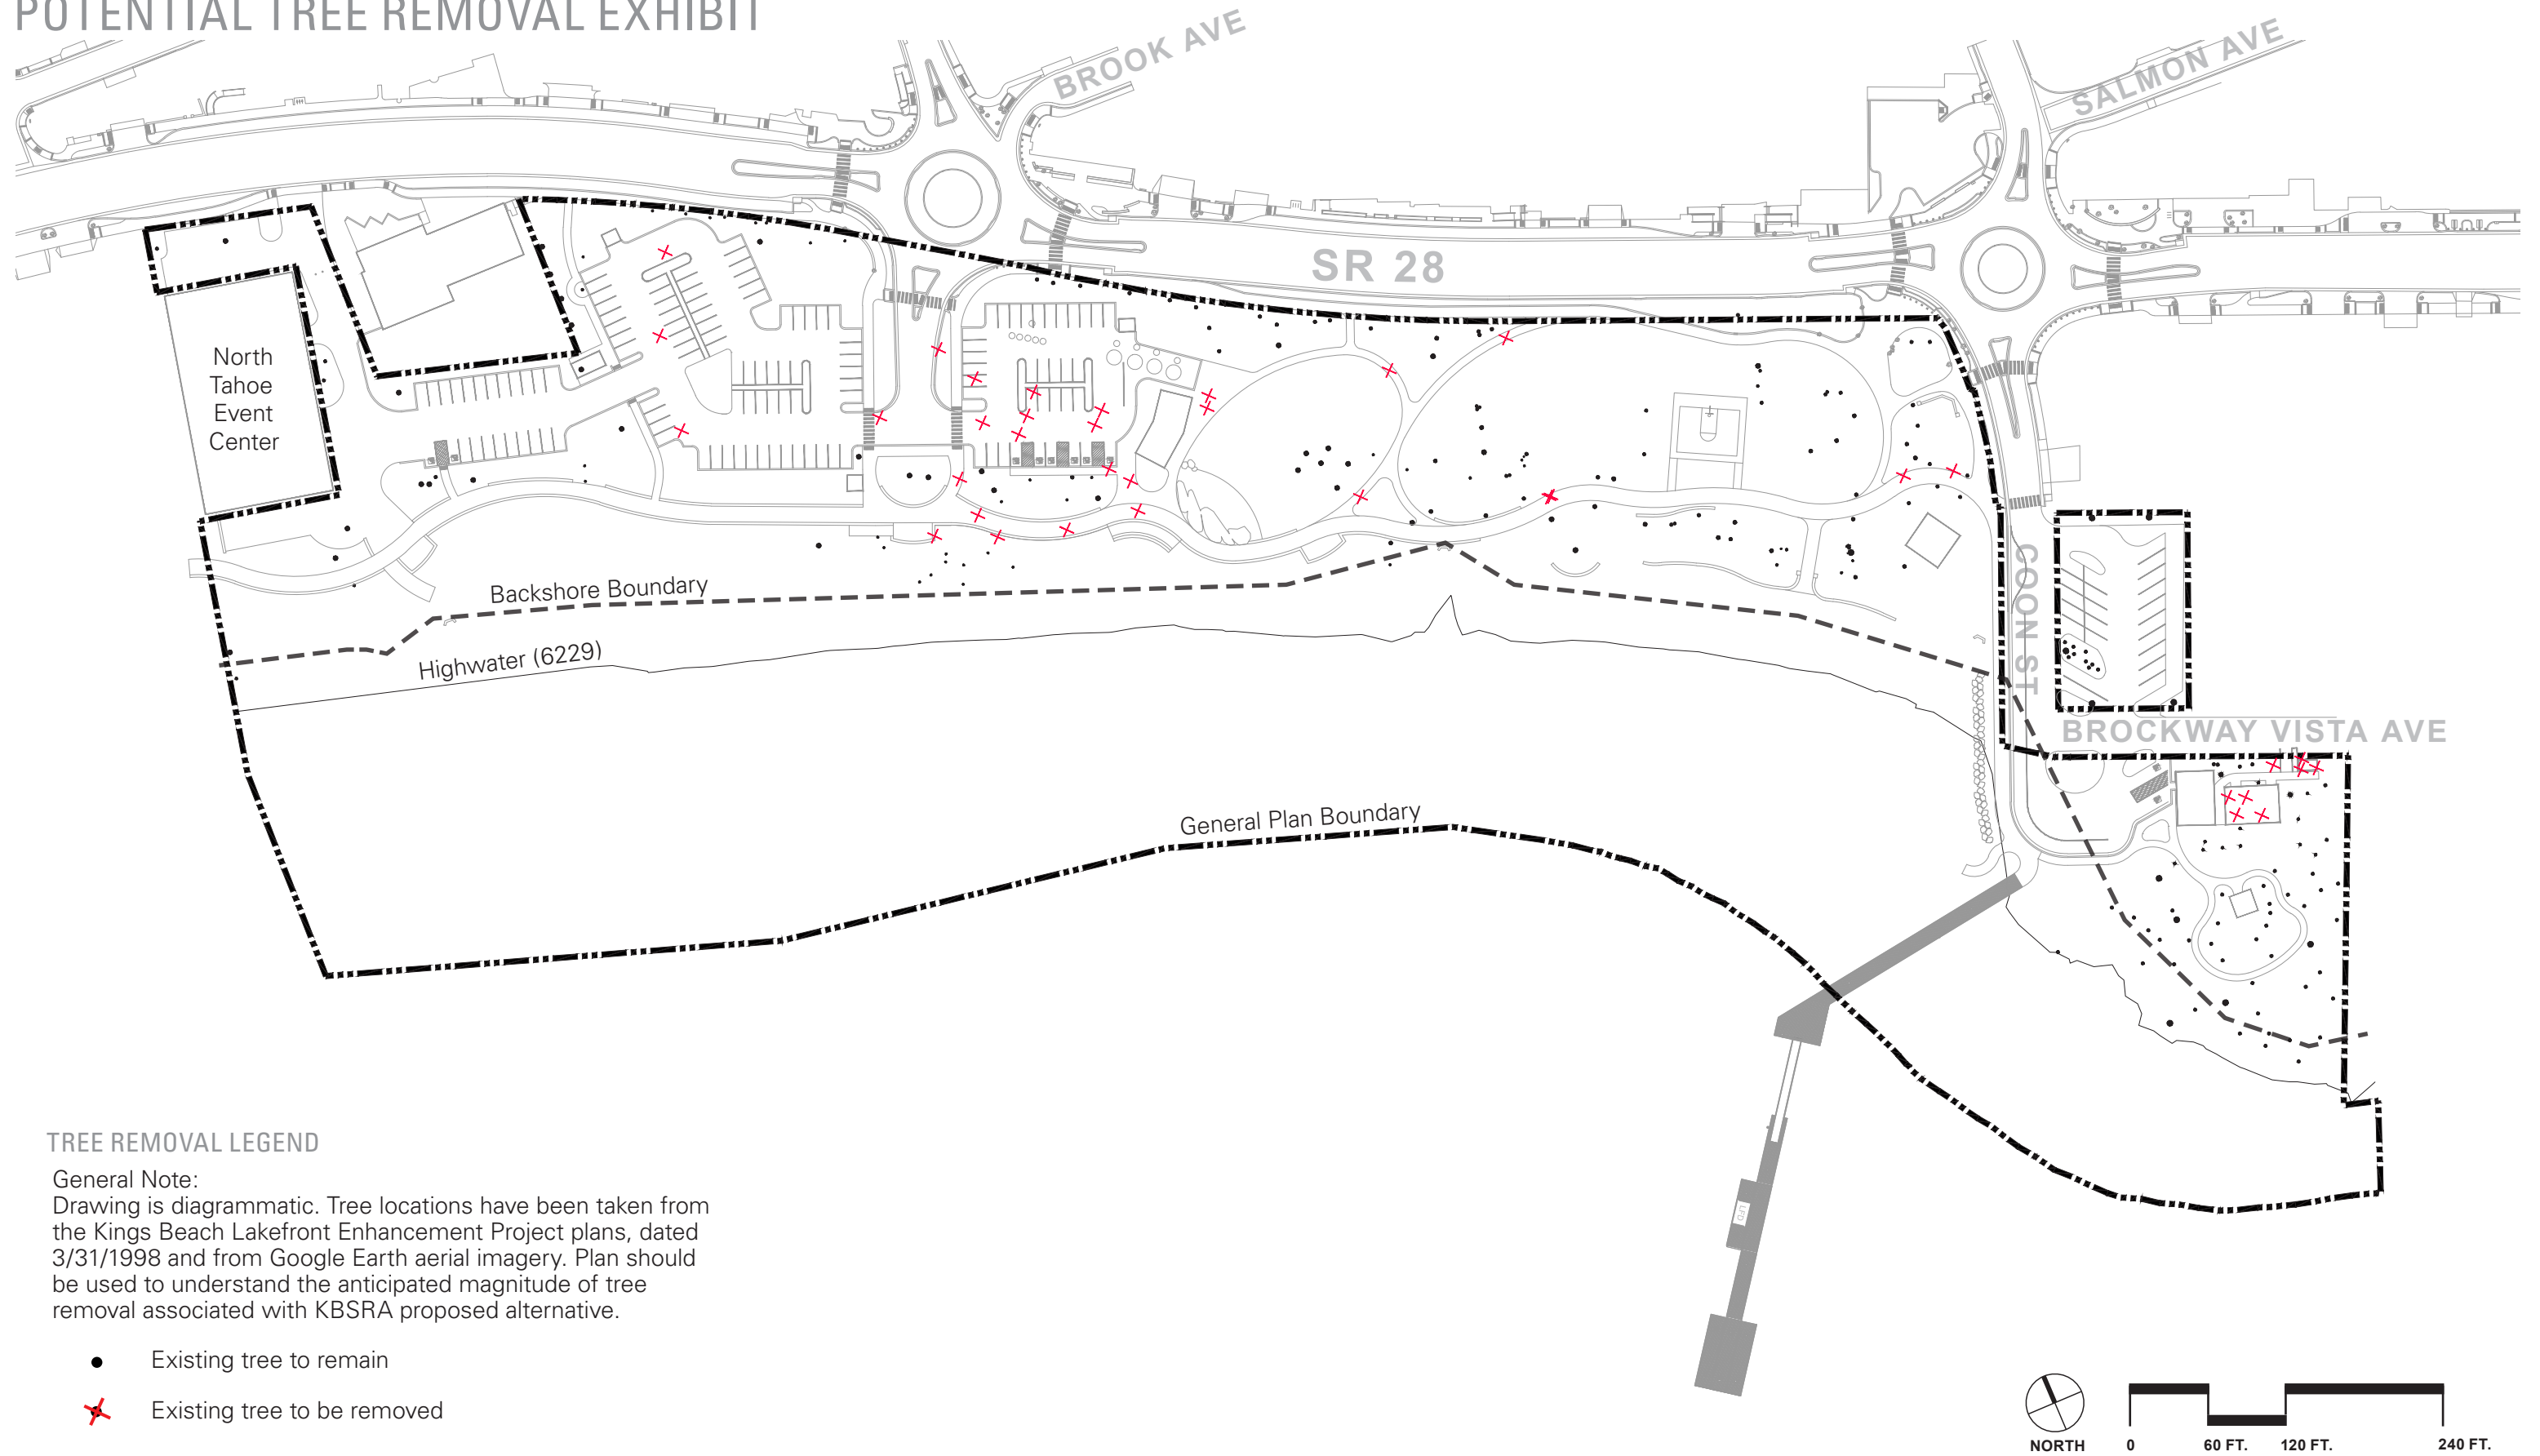 POTENTIAL TREE REMOVAL EXHIBIT
BROOK AVE
SALMON AVE
SR 28
North
Tahoe
Event
Center
COON ST
Backshore Boundary
Highwater (6229)
BROCKWAY VISTA AVE
General Plan Boundary
LFD
TREE REMOVAL LEGEND
General Note:
Drawing is diagrammatic. Tree locations have been taken from
the Kings Beach Lakefront Enhancement Project plans, dated
3/31/1998 and from Google Earth aerial imagery. Plan should
be used to understand the anticipated magnitude of tree
removal associated with KBSRA proposed alternative.
Existing tree to remain
Existing tree to be removed
NORTH
0 60 FT. 120 FT. 240 FT.